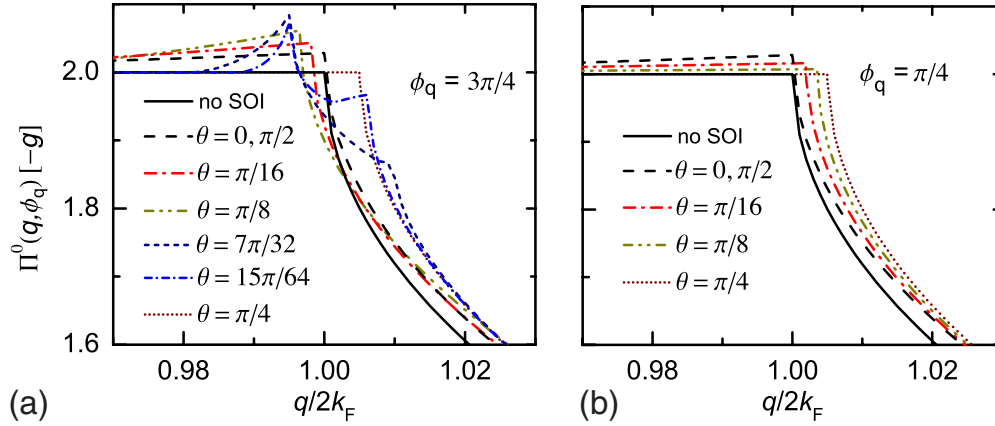 Π⁰(q,ϕq) [−g]
2.0
1.8
1.6
ϕq = 3π/4
no SOI
θ = 0, π/2
θ = π/16
θ = π/8
θ = 7π/32
θ = 15π/64
θ = π/4
0.98 1.00 1.02
q/2kF
(a)
ϕq = π/4
no SOI
θ = 0, π/2
θ = π/16
θ = π/8
θ = π/4
0.98 1.00 1.02
q/2kF
(b)